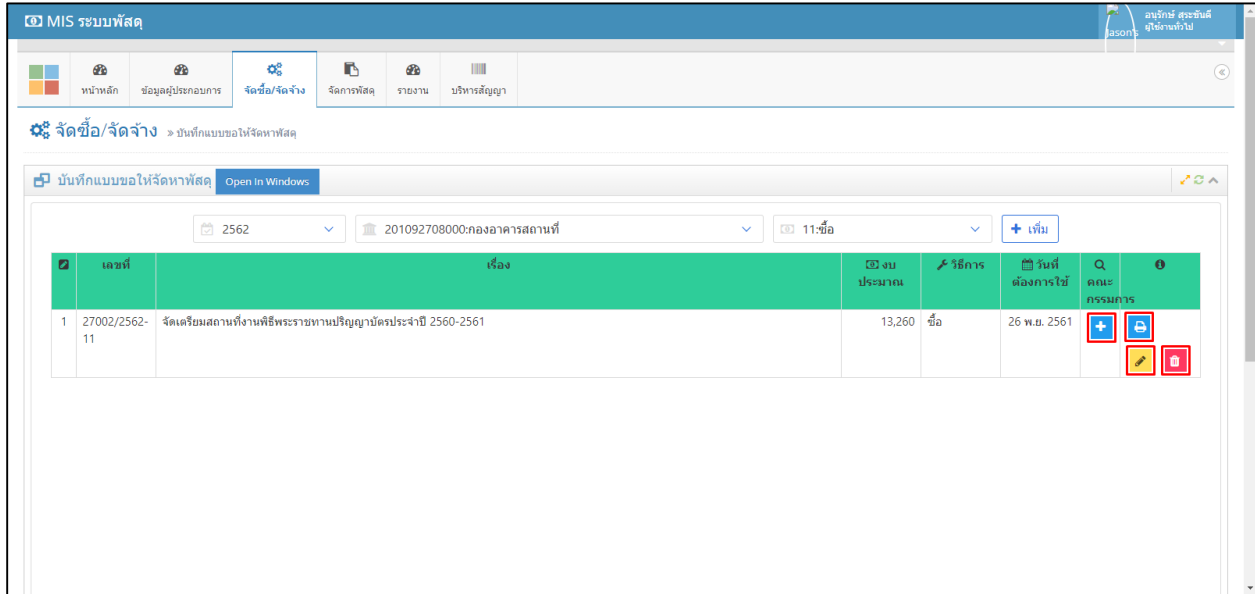 MIS ระบบพัสดุ
Jason's
อนุรักษ์ สุระขันตี
ผู้ใช้งานทั่วไป
หน้าหลัก ข้อมูลผู้ประกอบการ จัดซื้อ/จัดจ้าง จัดการพัสดุ รายงาน บริหารสัญญา
จัดซื้อ/จัดจ้าง » บันทึกแบบขอให้จัดหาพัสดุ
บันทึกแบบขอให้จัดหาพัสดุ Open In Windows
2562 201092708000:กองอาคารสถานที่ 11:ซื้อ + เพิ่ม
เลขที่ เรื่อง งบ วิธีการ วันที่
ประมาณ ต้องการใช้ คณะ
กรรมการ
1 27002/2562- จัดเตรียมสถานที่งานพิธีพระราชทานปริญญาบัตรประจำปี 2560-2561 13,260 ซื้อ 26 พ.ย. 2561
11